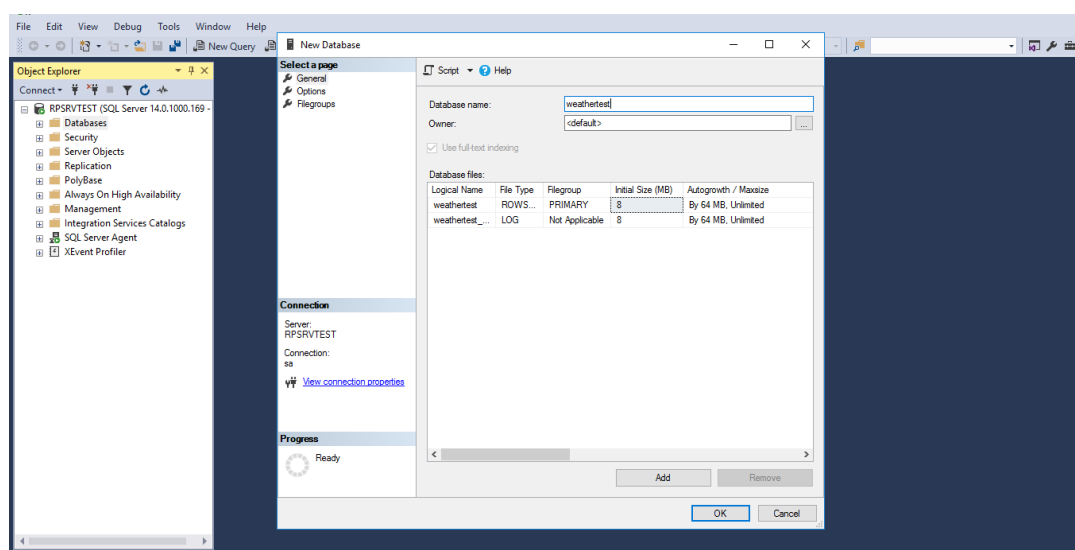 File Edit View Debug Tools Window Help
New Query
Object Explorer
Connect
RPSRVTEST (SQL Server 14.0.1000.169 -
Databases
Security
Server Objects
Replication
PolyBase
Always On High Availability
Management
Integration Services Catalogs
SQL Server Agent
XEvent Profiler
New Database
Select a page
General
Options
Filegroups
Connection
Server:
RPSRVTEST
Connection:
sa
View connection properties
Progress
Ready
Script Help
Database name: weathertest
Owner: <default> ...
Use full-text indexing
Database files:
Logical Name File Type Filegroup Initial Size (MB) Autogrowth / Maxsize
weathertest ROWS... PRIMARY 8 By 64 MB, Unlimited
weathertest_... LOG Not Applicable 8 By 64 MB, Unlimited
Add Remove
OK Cancel